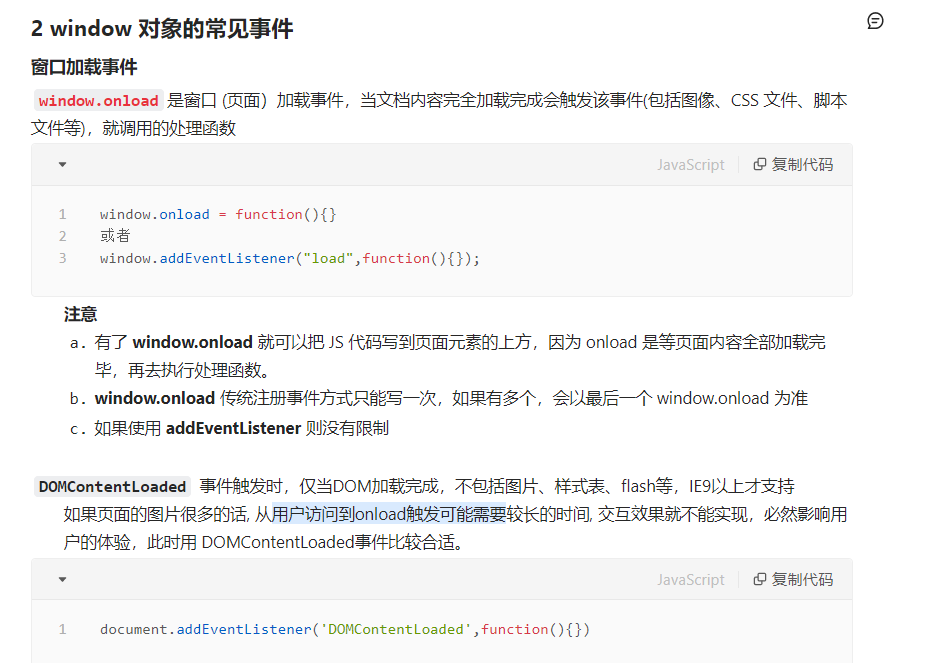 2 window 对象的常见事件
窗口加载事件
window.onload 是窗口 (页面）加载事件，当文档内容完全加载完成会触发该事件(包括图像、CSS 文件、脚本
文件等)，就调用的处理函数
JavaScript 复制代码
1 window.onload = function(){}
2 或者
3 window.addEventListener("load",function(){});
注意
a. 有了 window.onload 就可以把 JS 代码写到页面元素的上方，因为 onload 是等页面内容全部加载完
毕，再去执行处理函数。
b. window.onload 传统注册事件方式只能写一次，如果有多个，会以最后一个 window.onload 为准
c. 如果使用 addEventListener 则没有限制
DOMContentLoaded 事件触发时，仅当DOM加载完成，不包括图片、样式表、flash等，IE9以上才支持
如果页面的图片很多的话, 从用户访问到onload触发可能需要较长的时间, 交互效果就不能实现，必然影响用
户的体验，此时用 DOMContentLoaded事件比较合适。
JavaScript 复制代码
1 document.addEventListener('DOMContentLoaded',function(){})